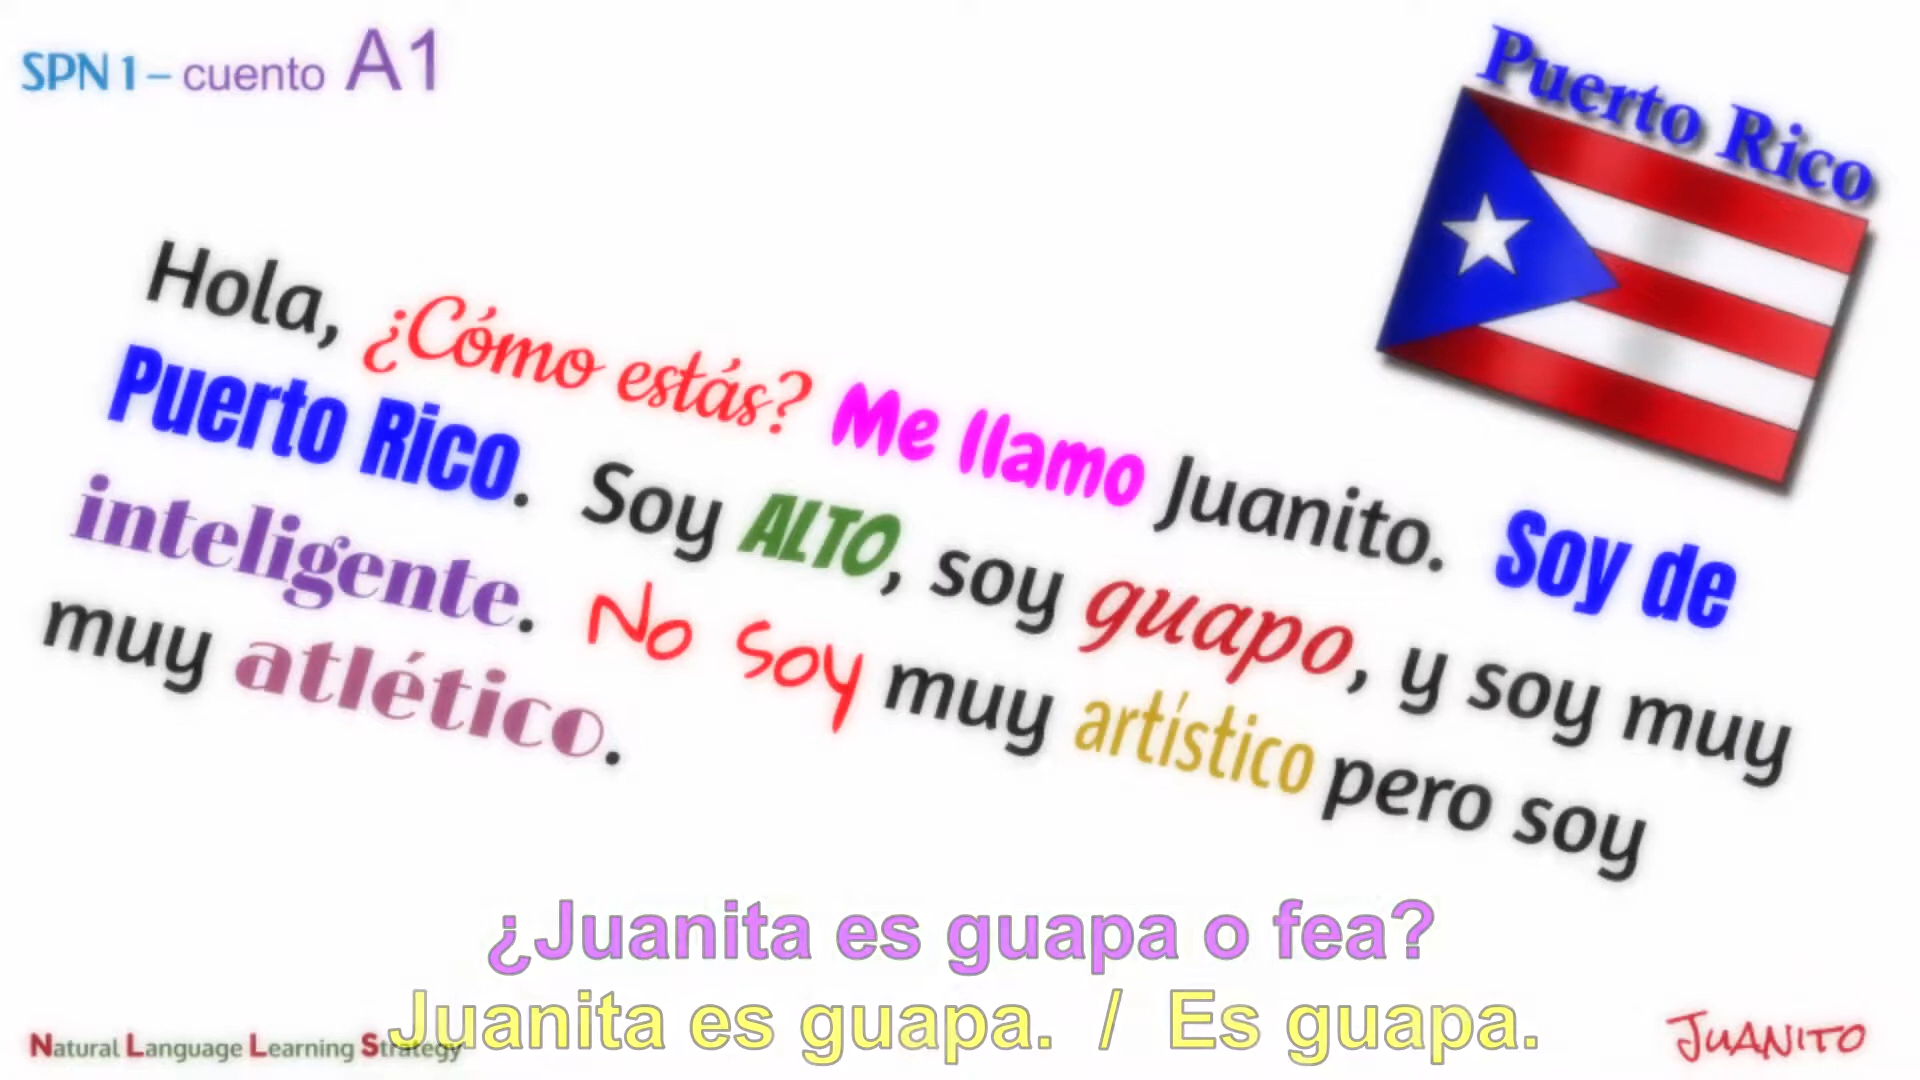 SPN 1 – cuento A1
Puerto Rico
Hola, ¿Cómo estás? Me llamo Juanito. Soy de
Puerto Rico. Soy ALTO, soy guapo, y soy muy
inteligente. No soy muy artístico pero soy
muy atlético.
¿Juanita es guapa o fea?
Juanita es guapa. / Es guapa.
Natural Language Learning Strategy
JUANITO